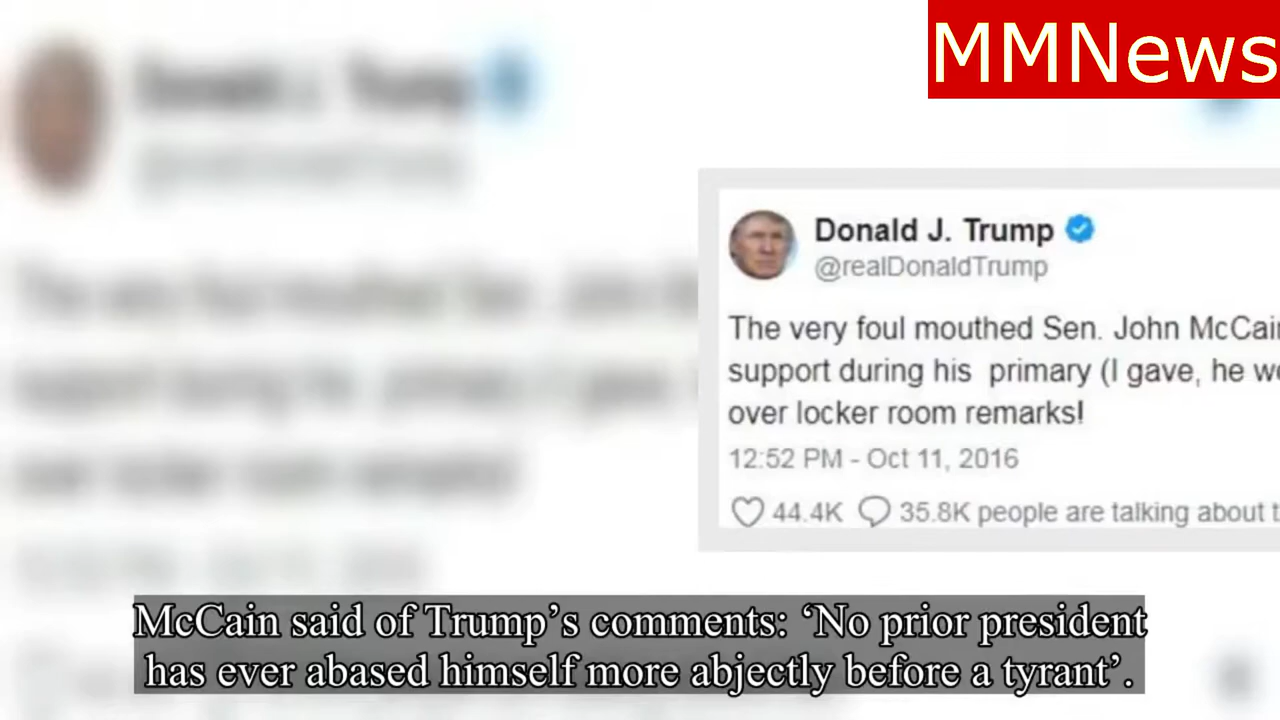 MMNews
Donald J. Trump
@realDonaldTrump
The very foul mouthed Sen. John McCai
support during his primary (I gave, he w
over locker room remarks!
12:52 PM - Oct 11, 2016
44.4K 35.8K people are talking about t
McCain said of Trump’s comments: ‘No prior president
has ever abased himself more abjectly before a tyrant’.